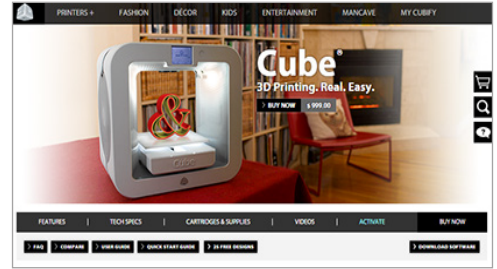 PRINTERS + FASHION DÉCOR KIDS ENTERTAINMENT MANCAVE MY CUBIFY
Cube®
3D Printing. Real. Easy.
> BUY NOW $ 999.00
&
Cube
FEATURES | TECH SPECS | CARTRIDGES & SUPPLIES | VIDEOS | ACTIVATE BUY NOW
> FAQ > COMPARE > USER GUIDE > QUICK START GUIDE > 25 FREE DESIGNS > DOWNLOAD SOFTWARE